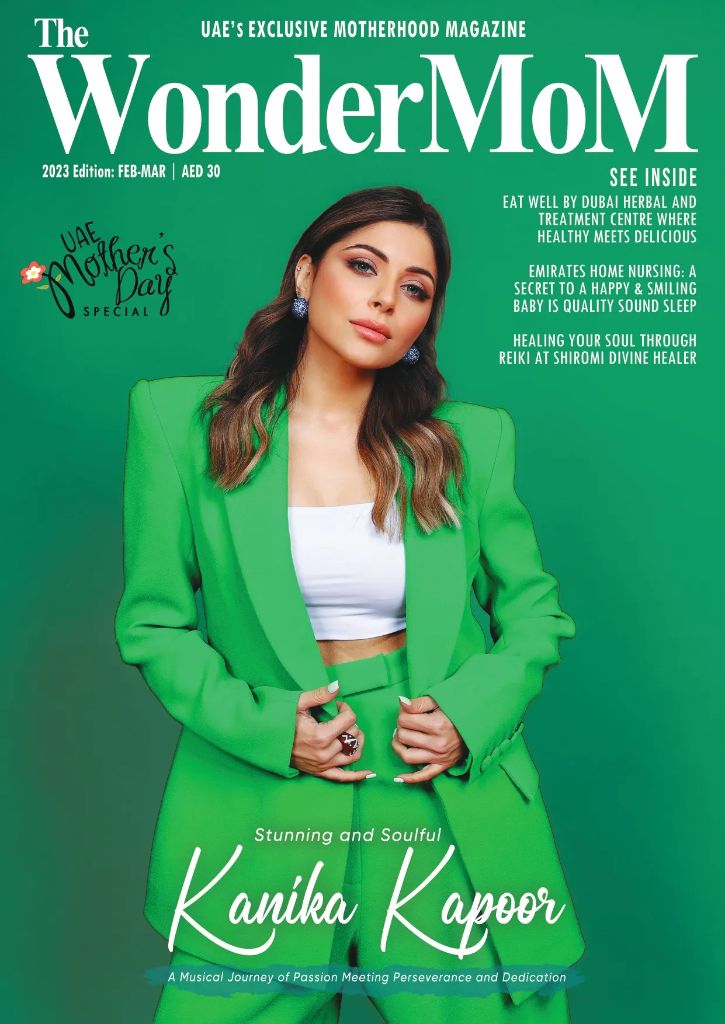 The
UAE's EXCLUSIVE MOTHERHOOD MAGAZINE
WonderMoM
2023 Edition: FEB-MAR | AED 30
SEE INSIDE
EAT WELL BY DUBAI HERBAL AND
TREATMENT CENTRE WHERE
HEALTHY MEETS DELICIOUS
EMIRATES HOME NURSING: A
SECRET TO A HAPPY & SMILING
BABY IS QUALITY SOUND SLEEP
HEALING YOUR SOUL THROUGH
REIKI AT SHIROMI DIVINE HEALER
UAE
Mother's
Day
SPECIAL
Stunning and Soulful
Kanika Kapoor
A Musical Journey of Passion Meeting Perseverance and Dedication